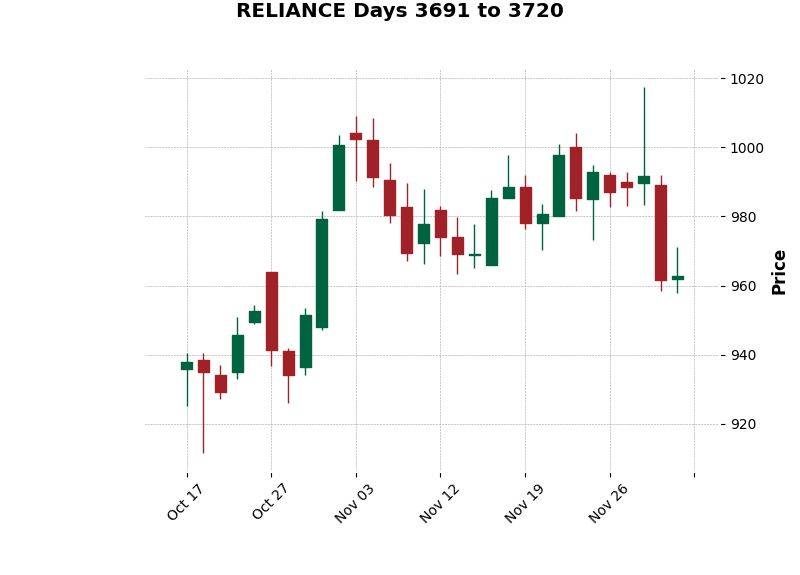 RELIANCE Days 3691 to 3720
1020
1000
980
960
940
920
Price
Oct 17
Oct 27
Nov 03
Nov 12
Nov 19
Nov 26